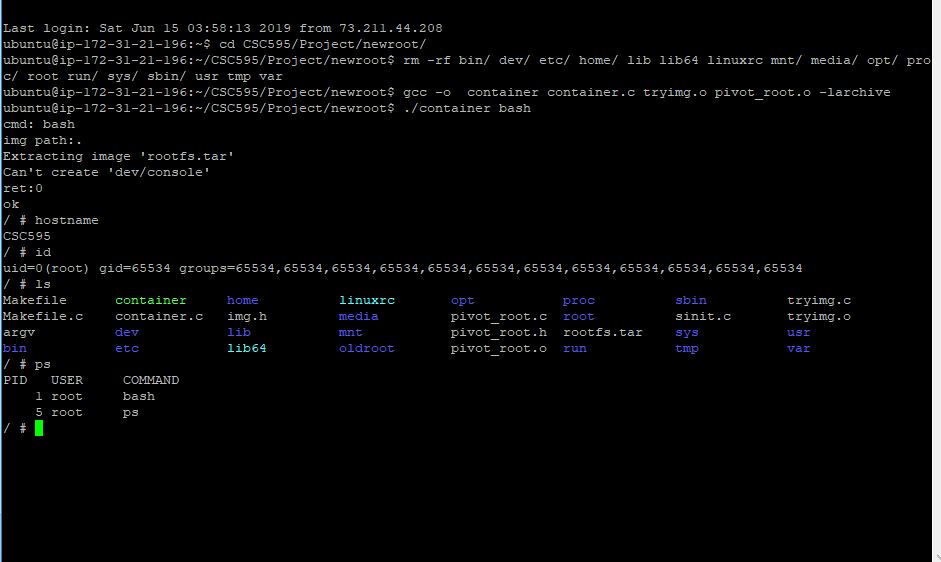 Last login: Sat Jun 15 03:58:13 2019 from 73.211.44.208
ubuntu@ip-172-31-21-196:~$ cd CSC595/Project/newroot/
ubuntu@ip-172-31-21-196:~/CSC595/Project/newroot$ rm -rf bin/ dev/ etc/ home/ lib lib64 linuxrc mnt/ media/ opt/ pro
c/ root run/ sys/ sbin/ usr tmp var
ubuntu@ip-172-31-21-196:~/CSC595/Project/newroot$ gcc -o  container container.c tryimg.o pivot_root.o -larchive
ubuntu@ip-172-31-21-196:~/CSC595/Project/newroot$ ./container bash
cmd: bash
img path:.
Extracting image 'rootfs.tar'
Can't create 'dev/console'
ret:0
ok
/ # hostname
CSC595
/ # id
uid=0(root) gid=65534 groups=65534,65534,65534,65534,65534,65534,65534,65534,65534,65534,65534
/ # ls
Makefile      container     home          linuxrc       opt           proc          sbin          tryimg.c
Makefile.c    container.c   img.h         media         pivot_root.c  root          sinit.c       tryimg.o
argv          dev           lib           mnt           pivot_root.h  rootfs.tar    sys           usr
bin           etc           lib64         oldroot       pivot_root.o  run           tmp           var
/ # ps
PID   USER     COMMAND
    1 root     bash
    5 root     ps
/ #